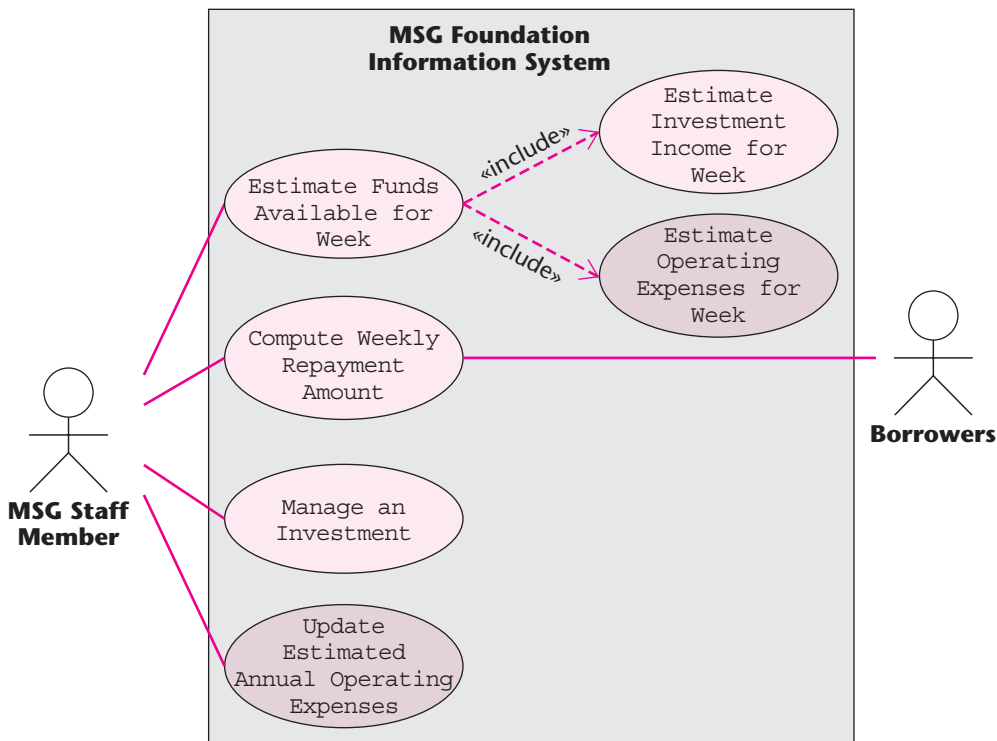 MSG Foundation
Information System
Estimate
Investment
Income for
Week
«include»
Estimate Funds
Available for
Week
«include»
Estimate
Operating
Expenses for
Week
Compute Weekly
Repayment
Amount
Borrowers
MSG Staff
Member
Manage an
Investment
Update
Estimated
Annual Operating
Expenses